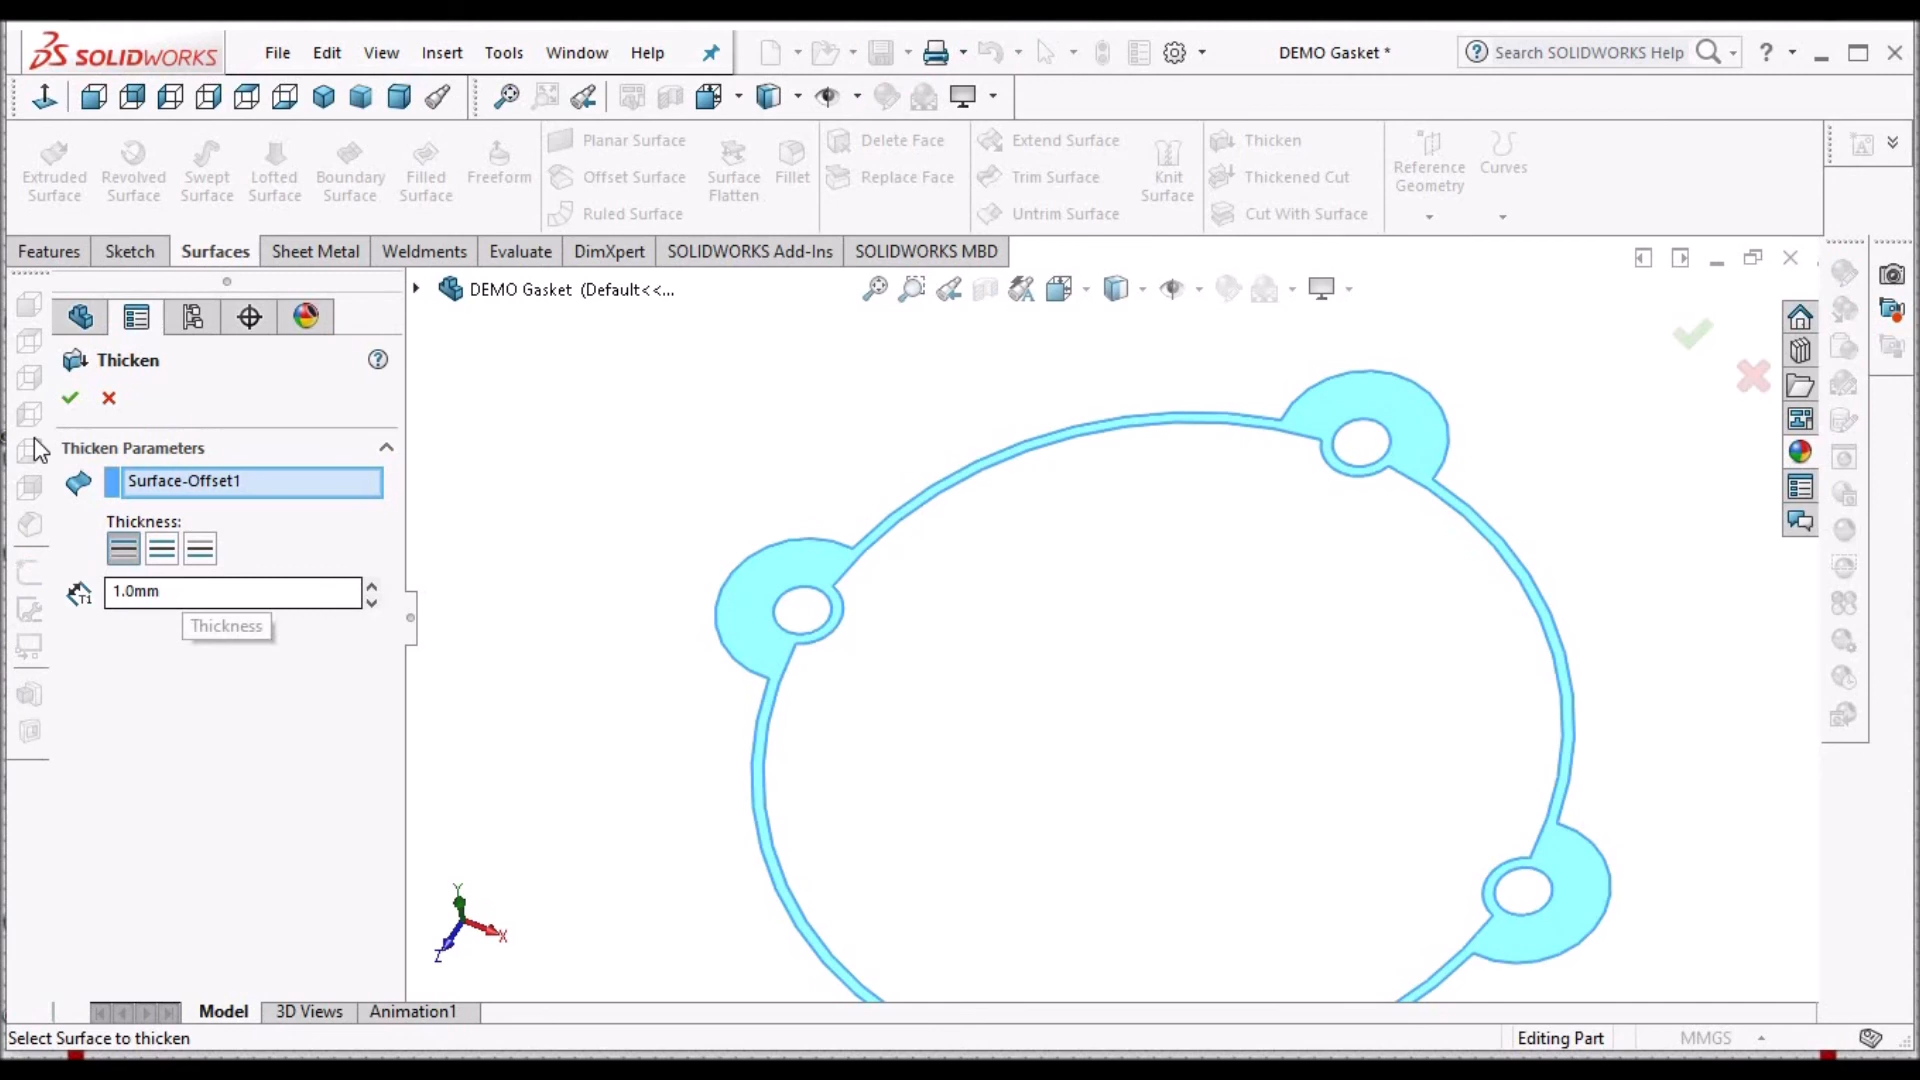 SOLIDWORKS File Edit View Insert Tools Window Help DEMO Gasket * Search SOLIDWORKS Help ?
Extruded Surface
Revolved Surface
Swept Surface
Lofted Surface
Boundary Surface
Filled Surface
Freeform
Planar Surface
Offset Surface
Ruled Surface
Surface Flatten
Fillet
Delete Face
Replace Face
Extend Surface
Trim Surface
Untrim Surface
Knit Surface
Thicken
Thickened Cut
Cut With Surface
Reference Geometry
Curves
Features Sketch Surfaces Sheet Metal Weldments Evaluate DimXpert SOLIDWORKS Add-Ins SOLIDWORKS MBD
DEMO Gasket (Default<<...
Thicken
Thicken Parameters
Surface-Offset1
Thickness:
T1
1.0mm
Thickness
Y
X
Z
Model 3D Views Animation1
Select Surface to thicken Editing Part MMGS